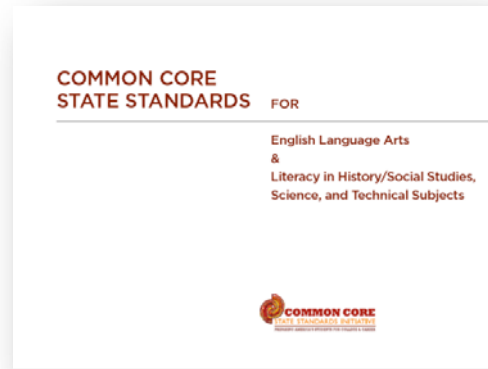 COMMON CORE
STATE STANDARDS FOR
English Language Arts
&
Literacy in History/Social Studies,
Science, and Technical Subjects
COMMON CORE
STATE STANDARDS INITIATIVE